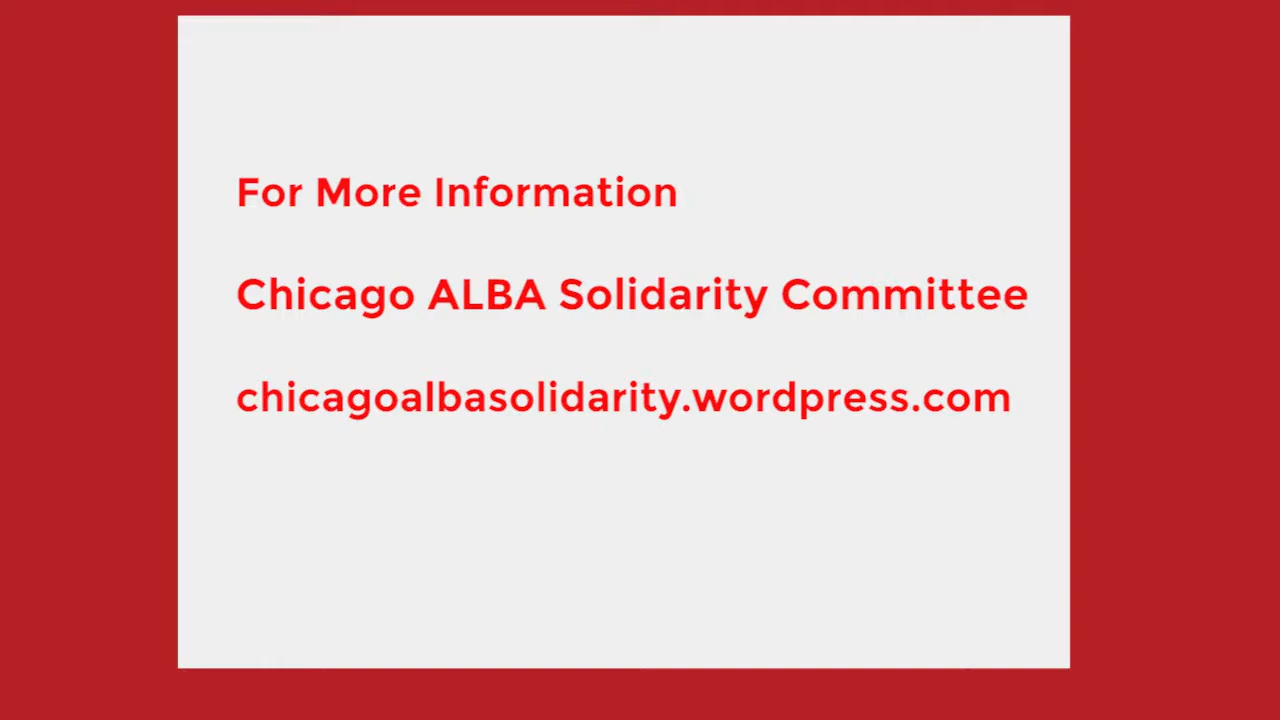 For More Information
Chicago ALBA Solidarity Committee
chicagoalbasolidarity.wordpress.com